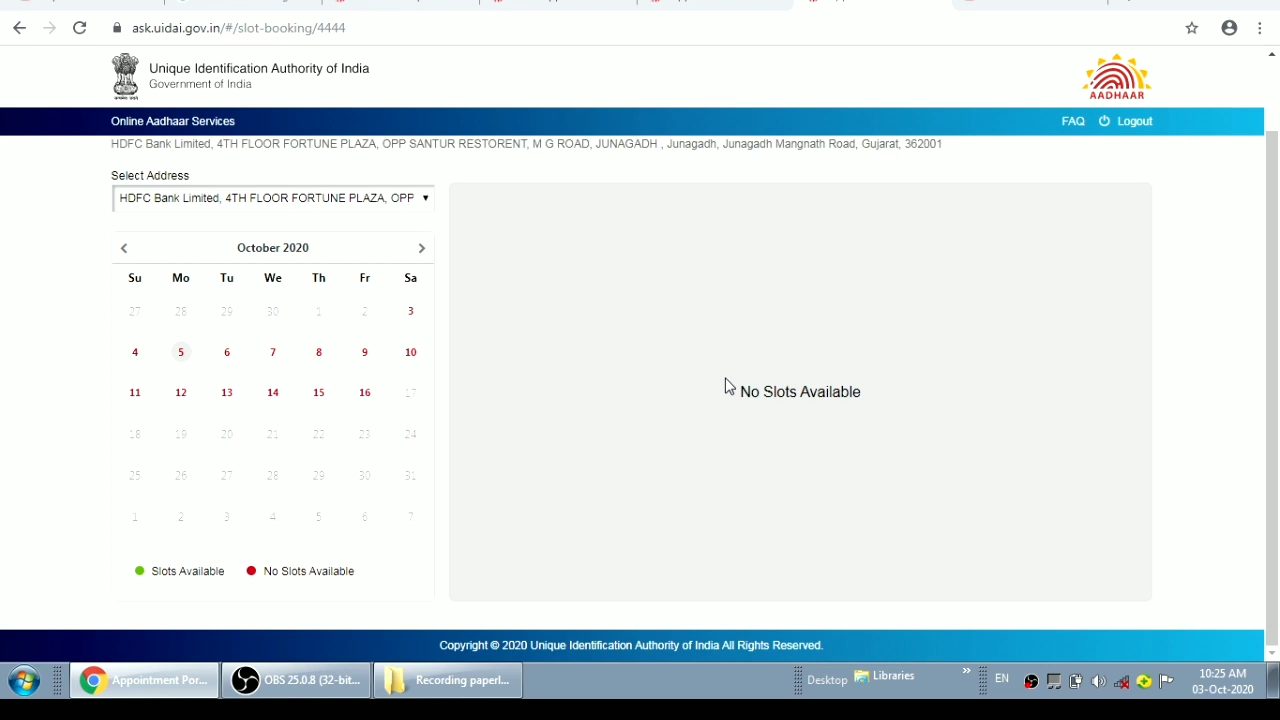 ask.uidai.gov.in/#/slot-booking/4444
Unique Identification Authority of India
Government of India
AADHAAR
Online Aadhaar Services
FAQ
Logout
HDFC Bank Limited, 4TH FLOOR FORTUNE PLAZA, OPP SANTUR RESTORENT, M G ROAD, JUNAGADH , Junagadh, Junagadh Mangnath Road, Gujarat, 362001
Select Address
HDFC Bank Limited, 4TH FLOOR FORTUNE PLAZA, OPP
October 2020
Su Mo Tu We Th Fr Sa
27 28 29 30 1 2 3
4 5 6 7 8 9 10
11 12 13 14 15 16 17
18 19 20 21 22 23 24
25 26 27 28 29 30 31
1 2 3 4 5 6 7
Slots Available
No Slots Available
No Slots Available
Copyright © 2020 Unique Identification Authority of India All Rights Reserved.
Appointment Por...
OBS 25.0.8 (32-bit...
Recording paperl...
Desktop
Libraries
»
EN
10:25 AM
03-Oct-2020